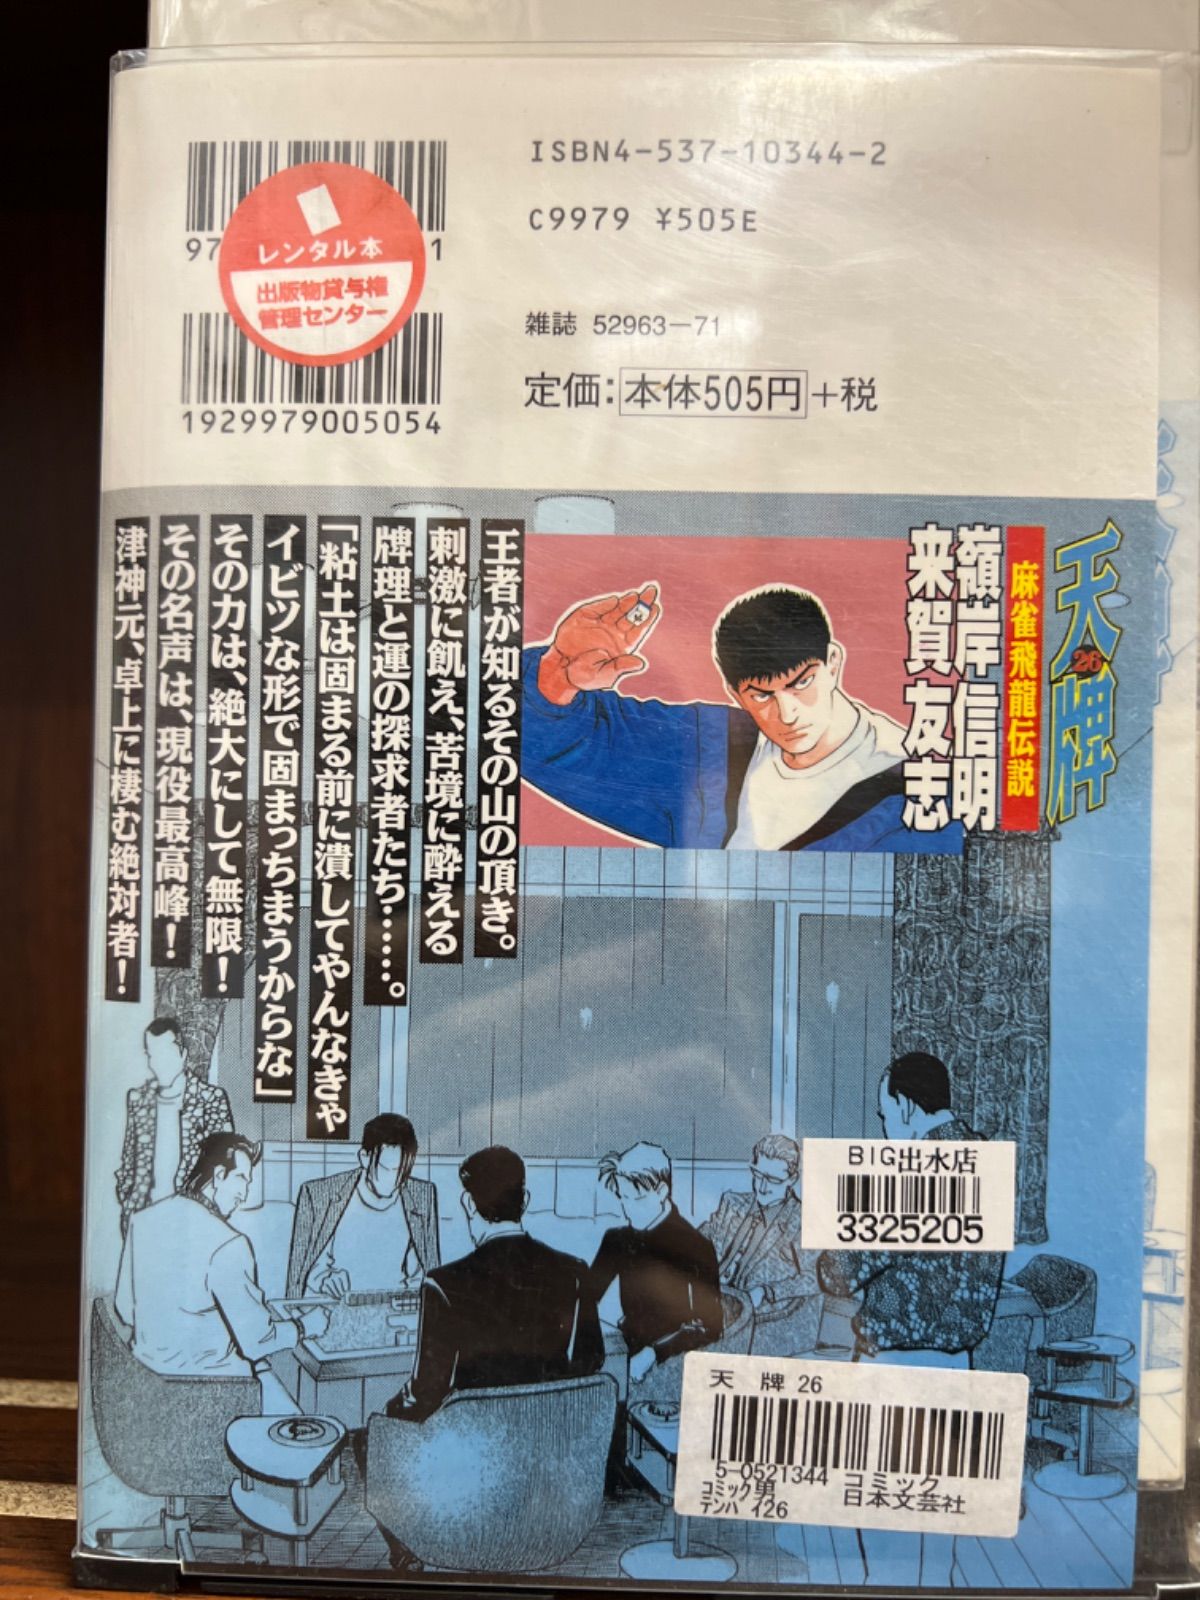 ISBN4-537-10344-2
C9979 ¥505E
雑誌 52963-71
定価：本体505円+税
97
1
レンタル本
出版物貸与権
管理センター
1929979005054
天牌
26
麻雀飛龍伝説
嶺岸信明
来賀友志
王者が知るその山の頂き。
刺激に飢え、苦境に酔える
牌理と運の探求者たち……。
「粘土は固まる前に潰してやんなきゃ
イビツな形で固まっちまうからな」
その力は、絶大にして無限！
その名声は、現役最高峰！
津神元、卓上に棲む絶対者！
BIG出水店
3325205
天 牌 26
5-0521344 コミック
コミック男 日本文芸社
テンハ イ26